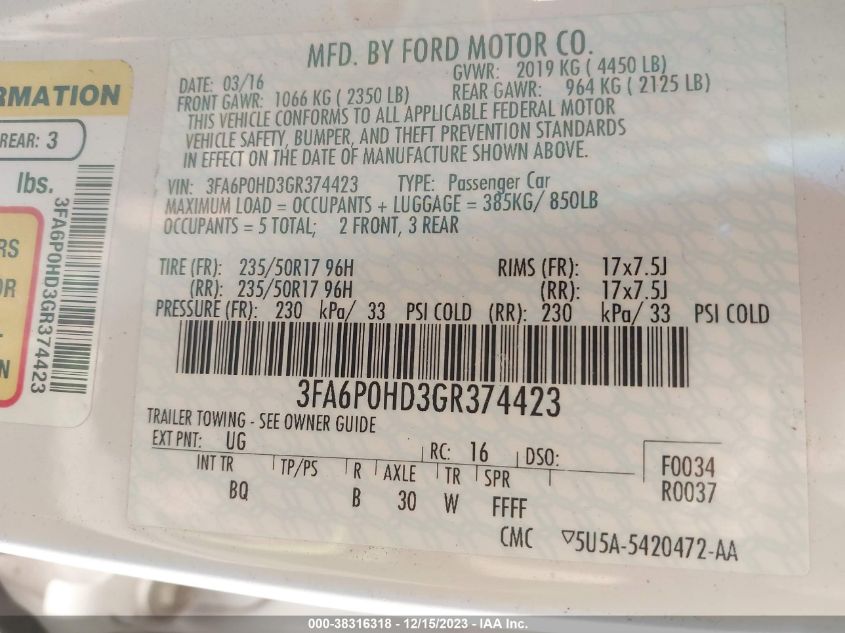 MFD. BY FORD MOTOR CO.
DATE: 03/16 GVWR: 2019 KG ( 4450 LB)
FRONT GAWR: 1066 KG ( 2350 LB) REAR GAWR: 964 KG ( 2125 LB)
THIS VEHICLE CONFORMS TO ALL APPLICABLE FEDERAL MOTOR
VEHICLE SAFETY, BUMPER, AND THEFT PREVENTION STANDARDS
IN EFFECT ON THE DATE OF MANUFACTURE SHOWN ABOVE.
VIN: 3FA6P0HD3GR374423 TYPE: Passenger Car
MAXIMUM LOAD = OCCUPANTS + LUGGAGE = 385KG/ 850LB
OCCUPANTS = 5 TOTAL; 2 FRONT, 3 REAR
TIRE (FR): 235/50R17 96H RIMS (FR): 17x7.5J
(RR): 235/50R17 96H (RR): 17x7.5J
PRESSURE (FR): 230 kPa/ 33 PSI COLD (RR): 230 kPa/ 33 PSI COLD
3FA6P0HD3GR374423
TRAILER TOWING - SEE OWNER GUIDE
EXT PNT: UG RC: 16 DSO: F0034
INT TR TP/PS R AXLE TR SPR R0037
BQ B 30 W FFFF
CMC ▽5U5A-5420472-AA
RMATION
REAR: 3
lbs.
3FA6P0HD3GR374423
RS
OR
L
N
000-38316318 - 12/15/2023 - IAA Inc.